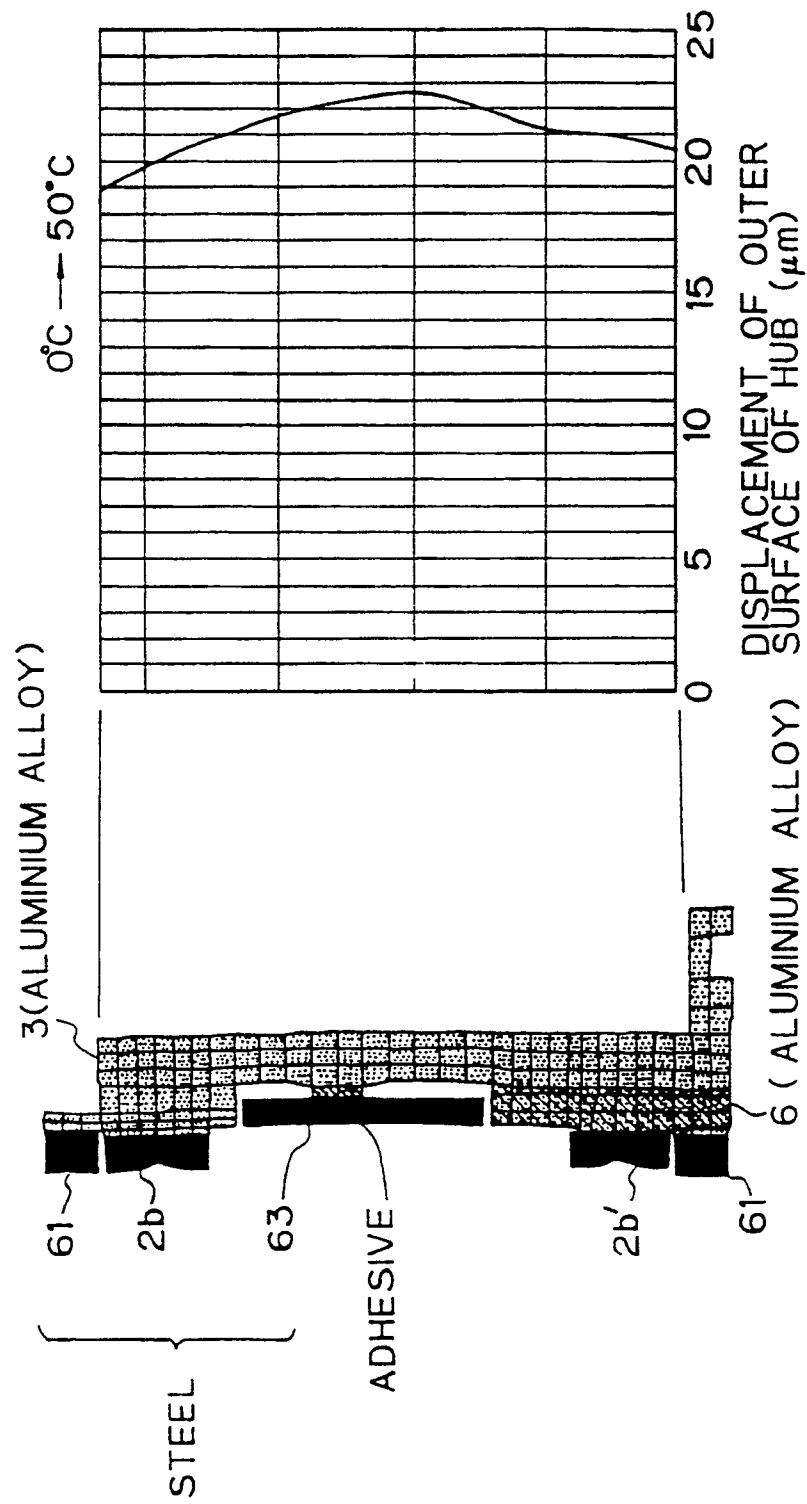 3(ALUMINIUM ALLOY)
0°C → 50°C
61
2b
STEEL
63
ADHESIVE
2b'
61
6 (ALUMINIUM ALLOY)
0
5
10
15
20
25
DISPLACEMENT OF OUTER
SURFACE OF HUB (μm)